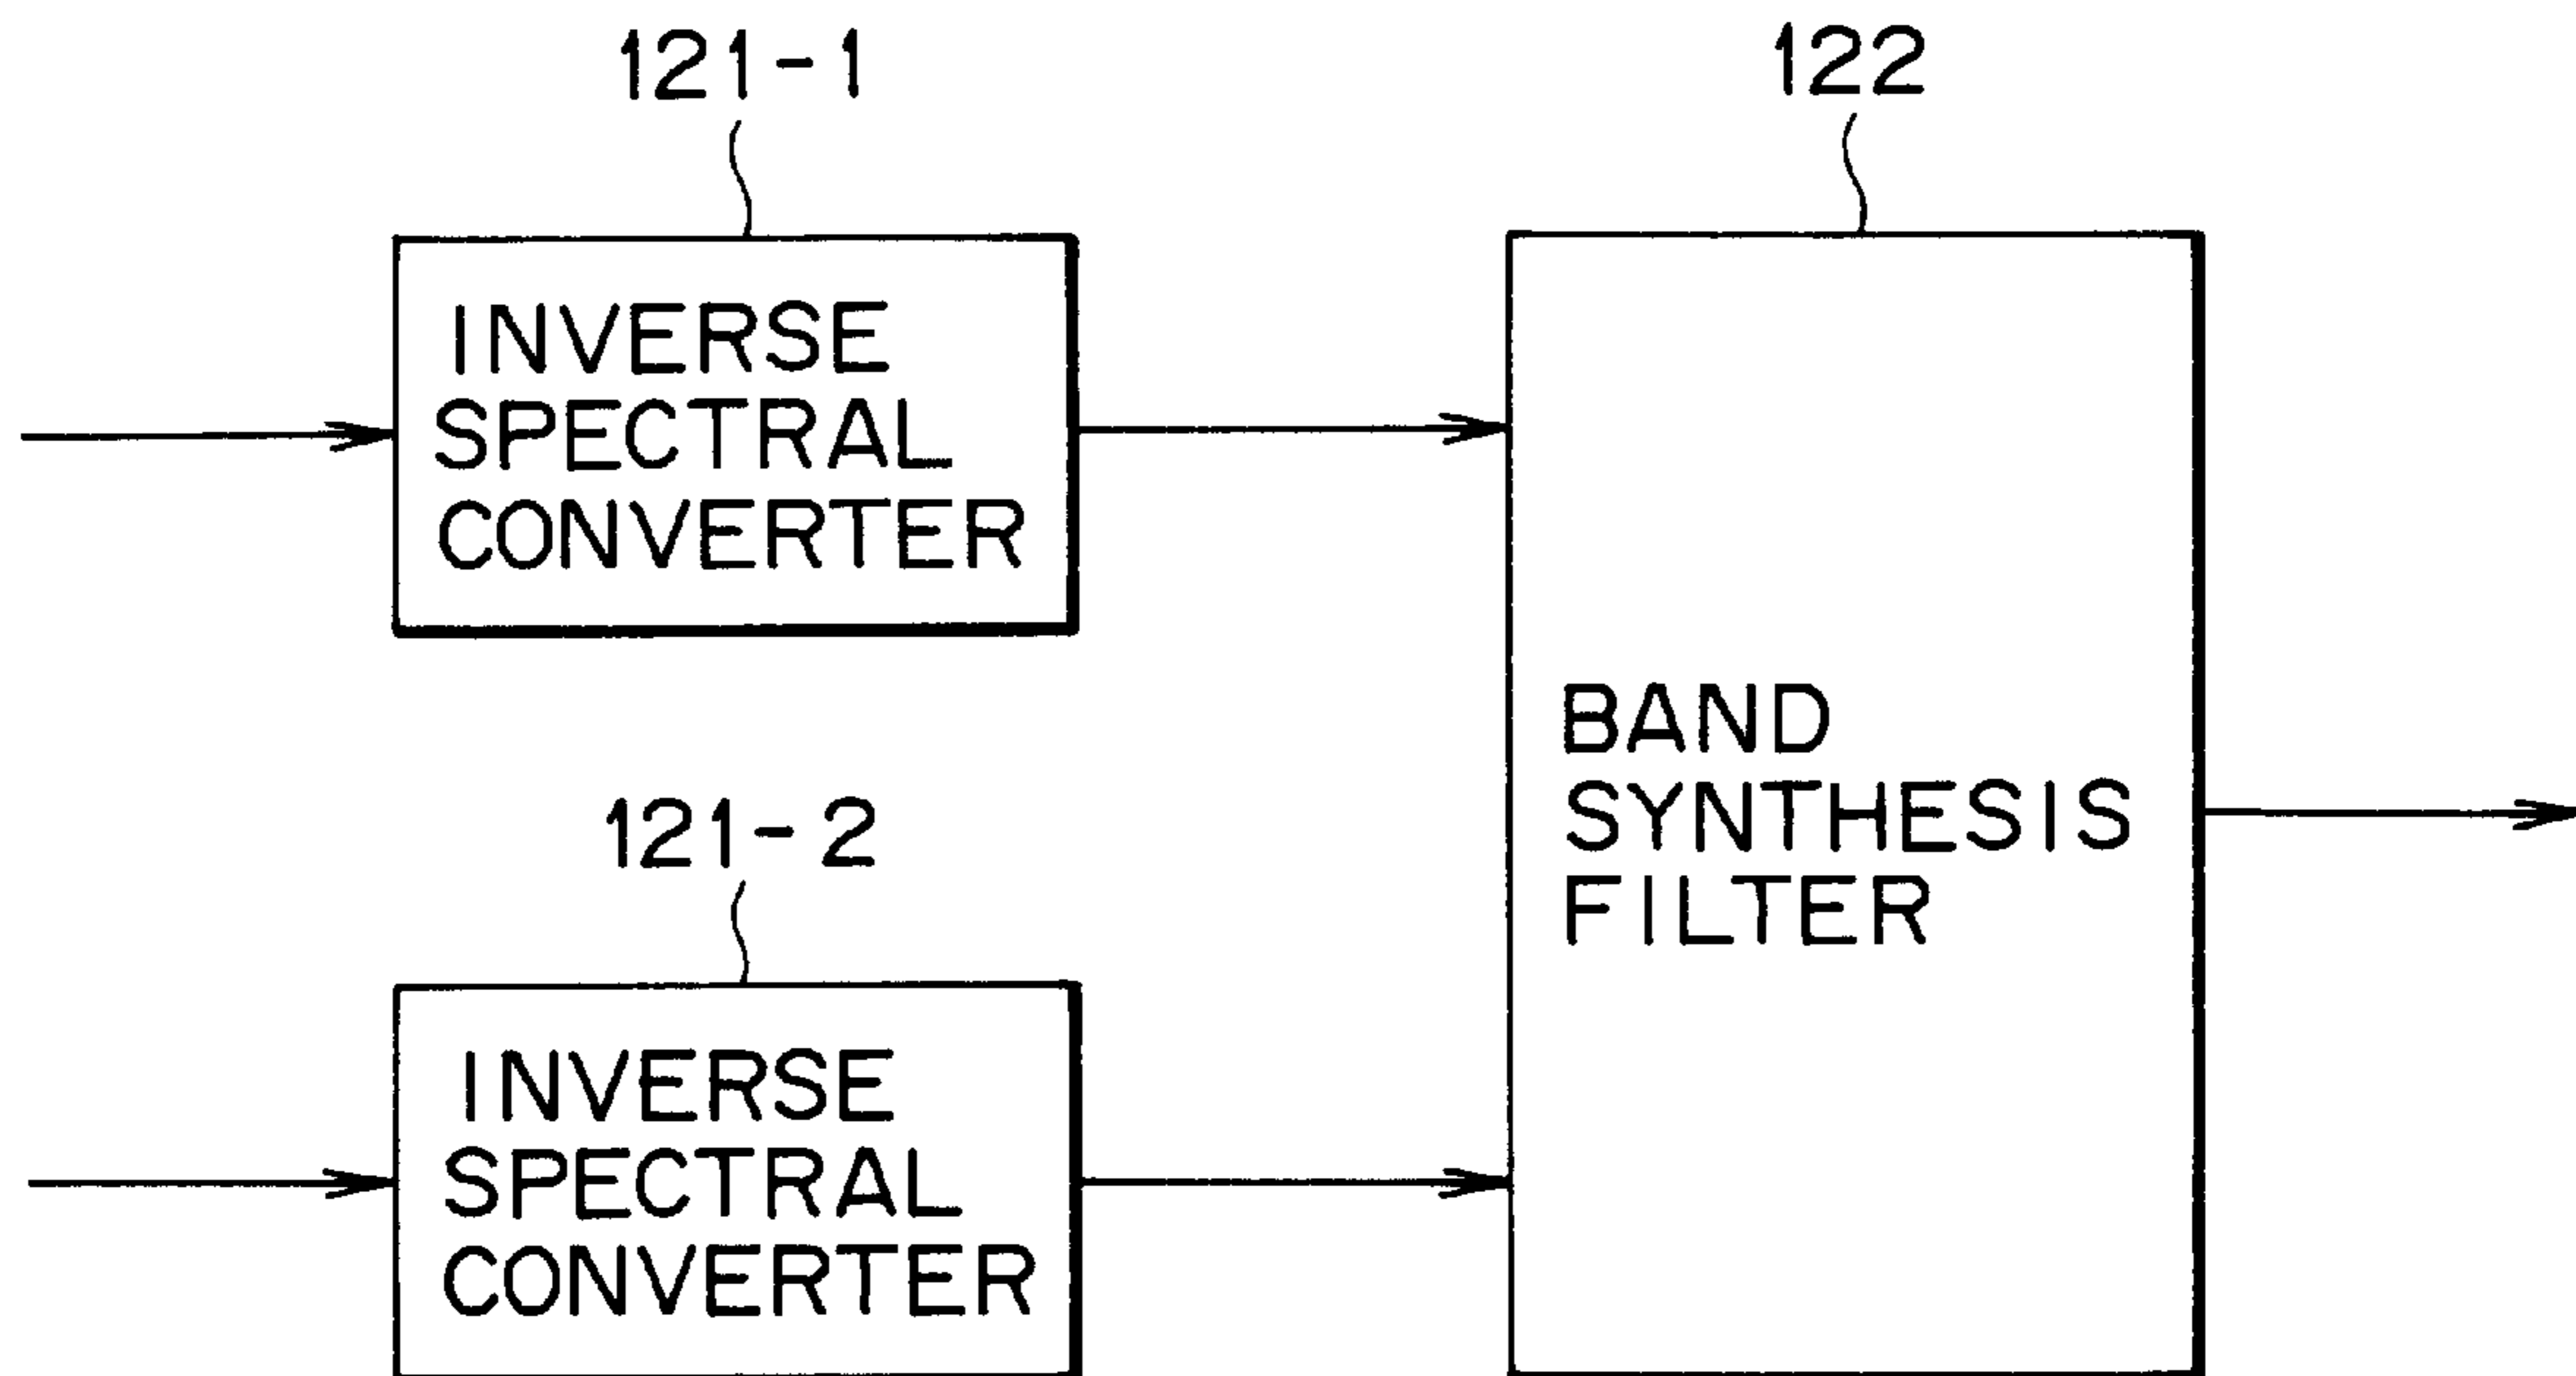 121-1
INVERSE
SPECTRAL
CONVERTER
121-2
INVERSE
SPECTRAL
CONVERTER
122
BAND
SYNTHESIS
FILTER